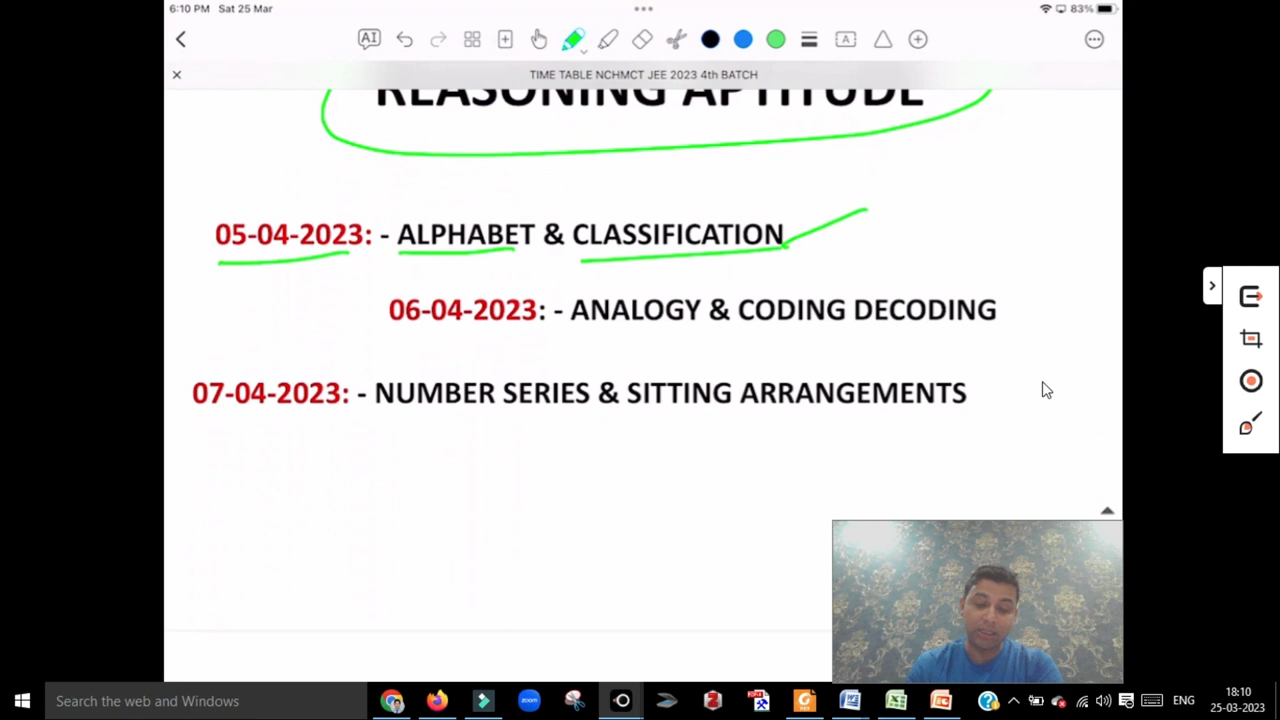 6:10 PM Sat 25 Mar
83%
AI
A
TIME TABLE NCHMCT JEE 2023 4th BATCH
REASONING APTITUDE
05-04-2023: - ALPHABET & CLASSIFICATION
06-04-2023: - ANALOGY & CODING DECODING
07-04-2023: - NUMBER SERIES & SITTING ARRANGEMENTS
Search the web and Windows
zoom
ENG
18:10
25-03-2023